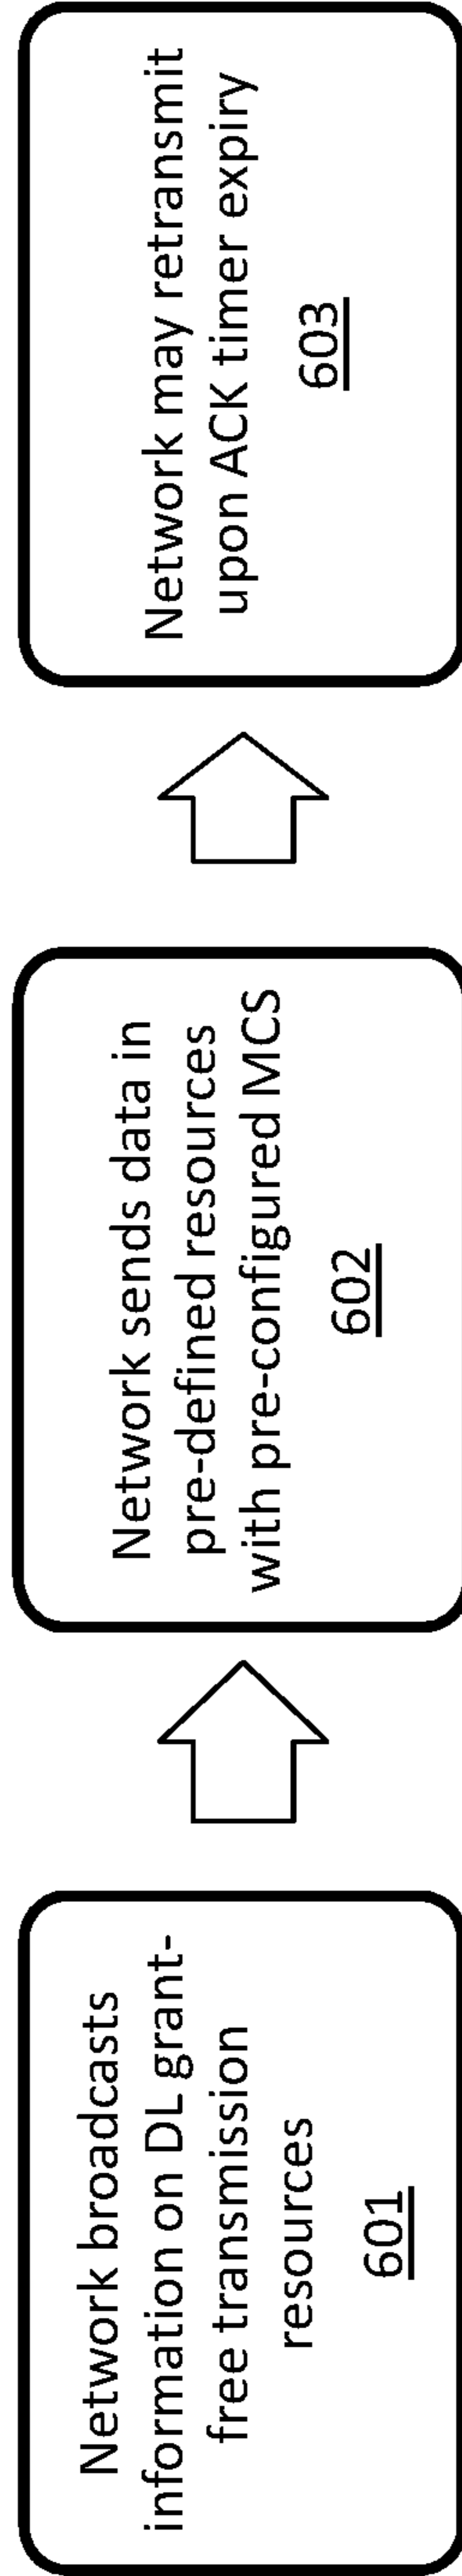 Network broadcasts
information on DL grant-
free transmission
resources
601
Network sends data in
pre-defined resources
with pre-configured MCS
602
Network may retransmit
upon ACK timer expiry
603